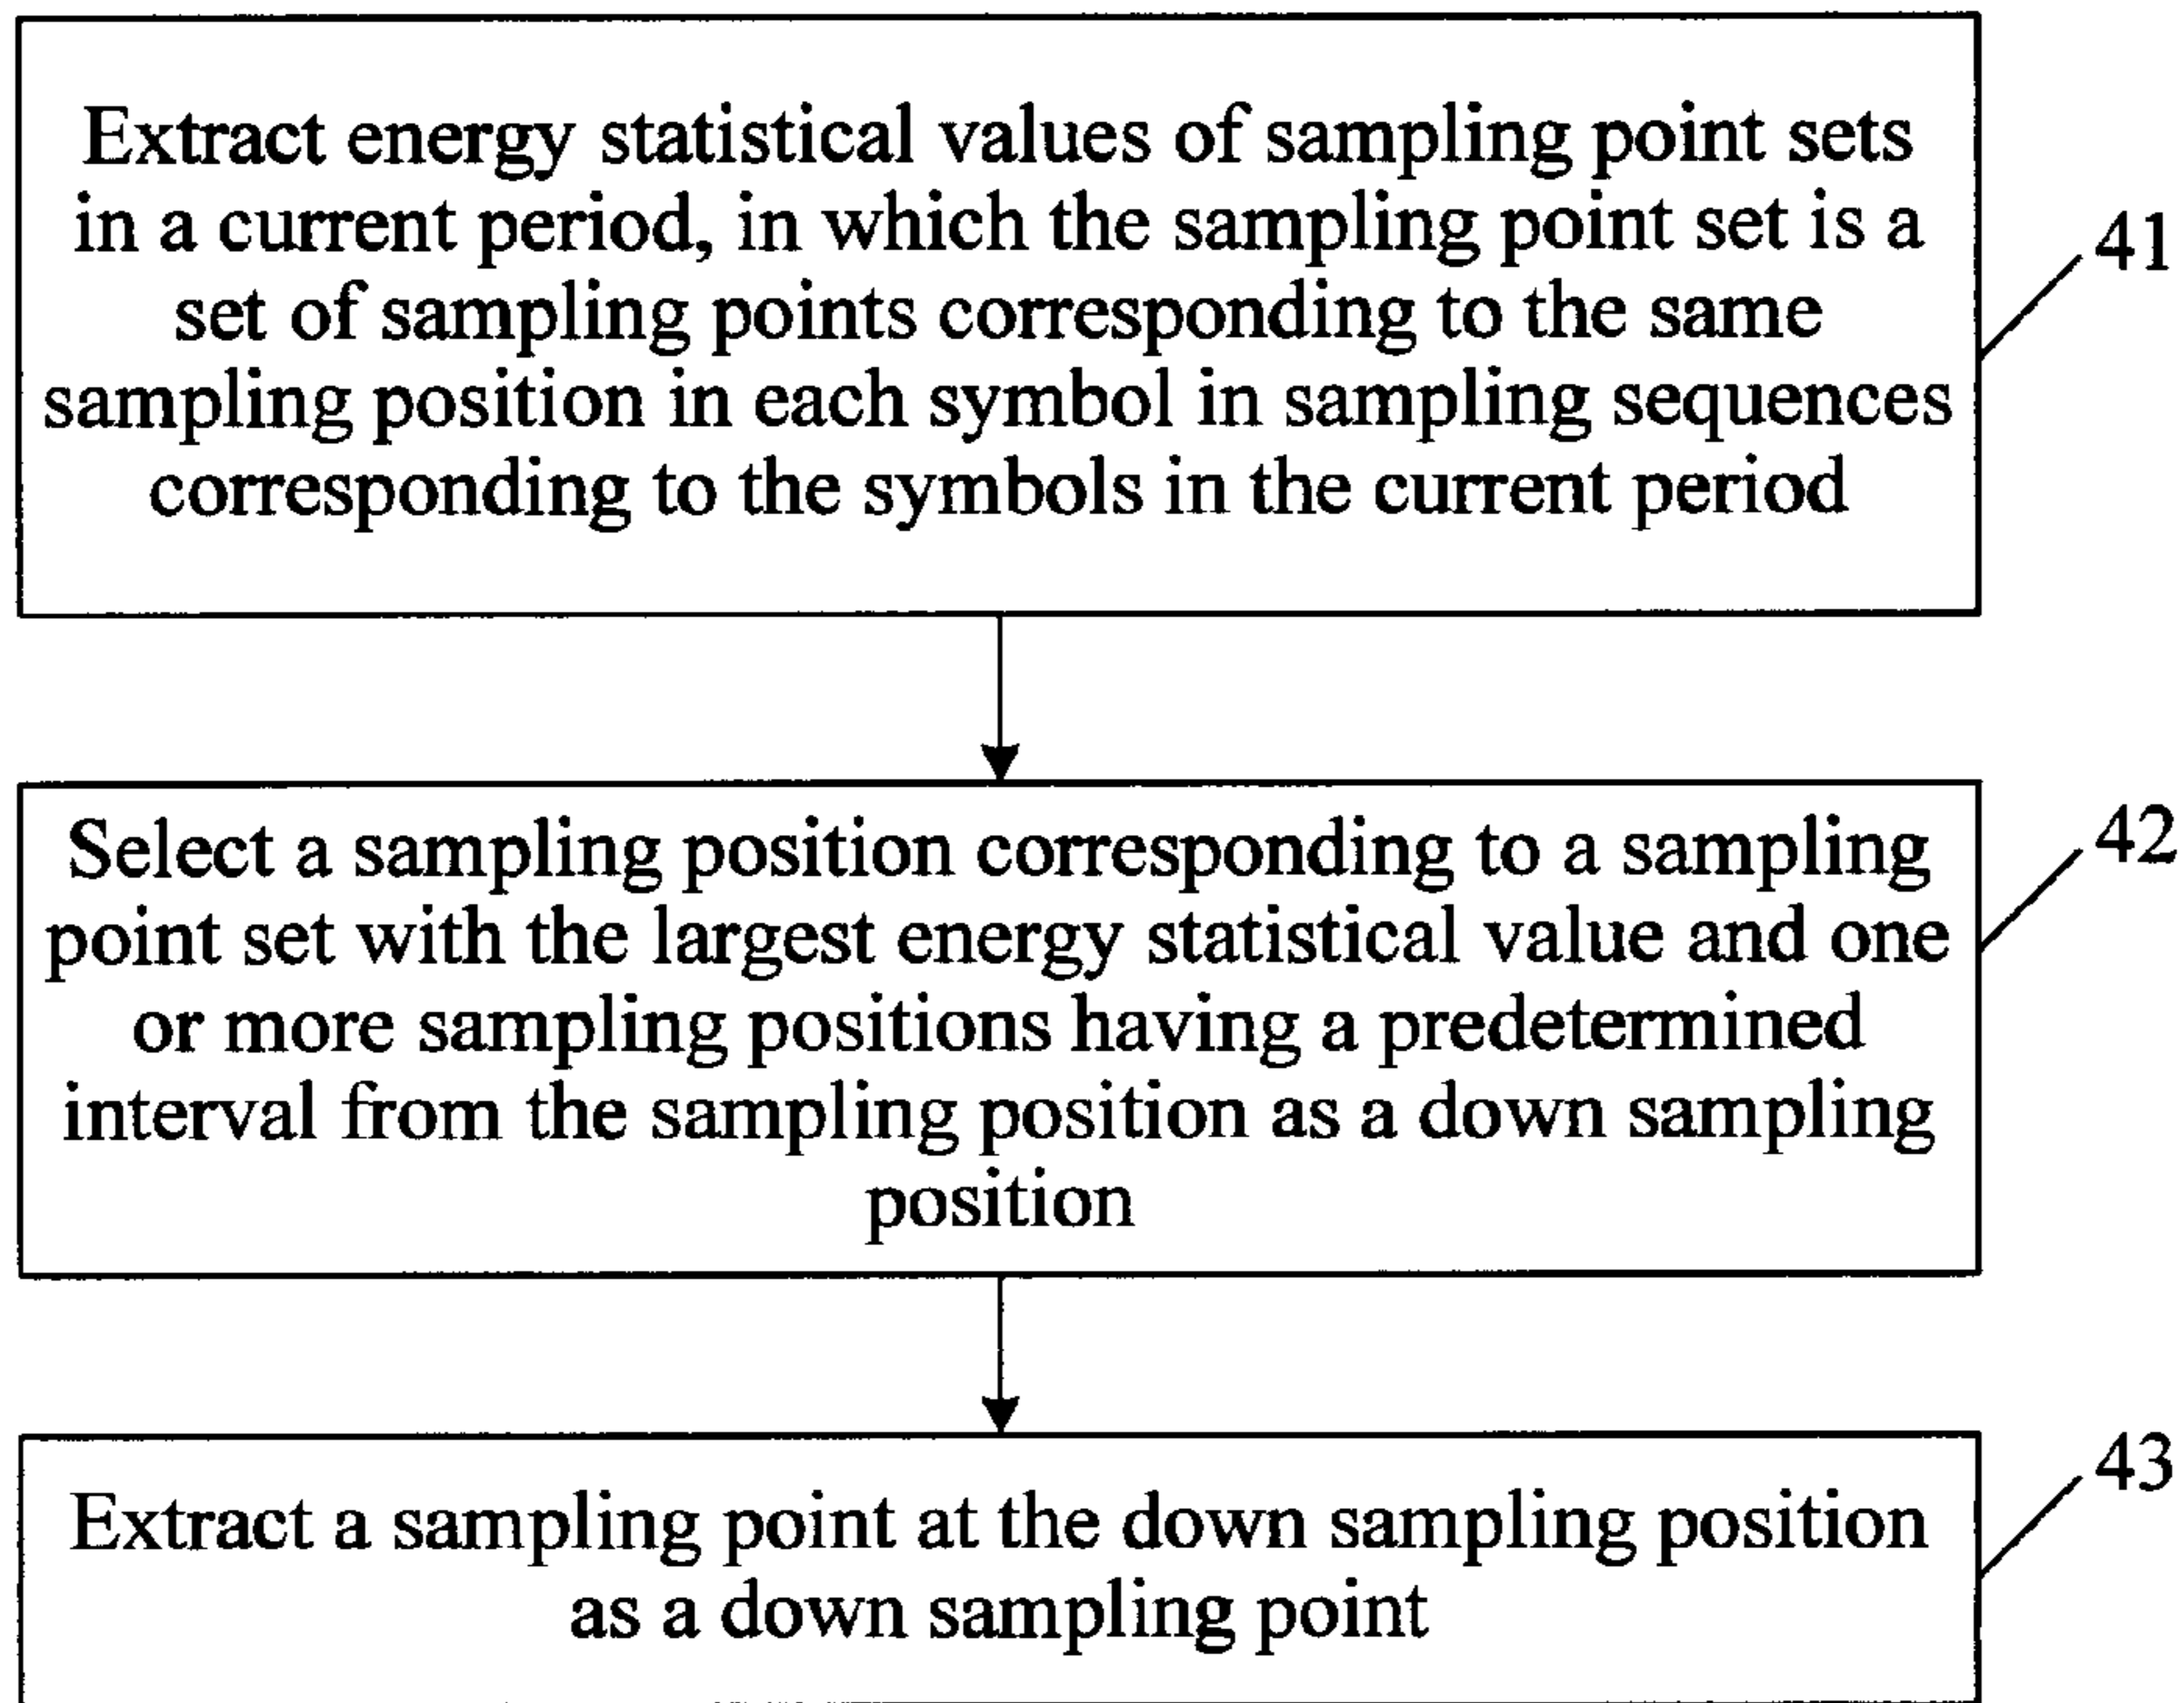 Extract energy statistical values of sampling point sets
in a current period, in which the sampling point set is a
set of sampling points corresponding to the same
sampling position in each symbol in sampling sequences
corresponding to the symbols in the current period
41
Select a sampling position corresponding to a sampling
point set with the largest energy statistical value and one
or more sampling positions having a predetermined
interval from the sampling position as a down sampling
position
42
Extract a sampling point at the down sampling position
as a down sampling point
43